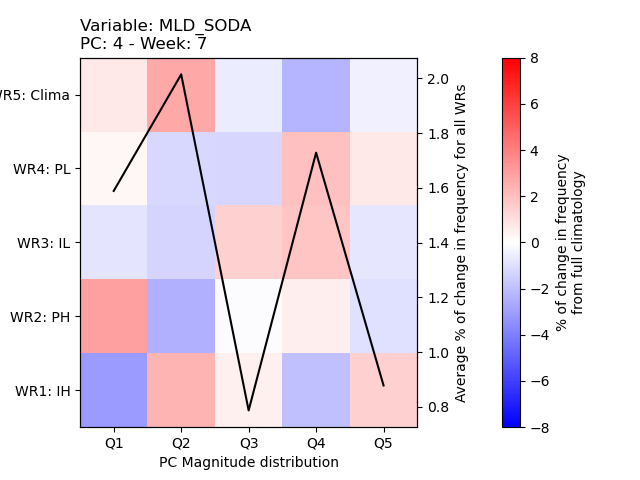 Variable: MLD_SODA
PC: 4 - Week: 7
WR5: Clima
WR4: PL
WR3: IL
WR2: PH
WR1: IH
Q1 Q2 Q3 Q4 Q5
PC Magnitude distribution
2.0
1.8
1.6
1.4
1.2
1.0
0.8
Average % of change in frequency for all WRs
8
6
4
2
0
−2
−4
−6
−8
% of change in frequency
from full climatology